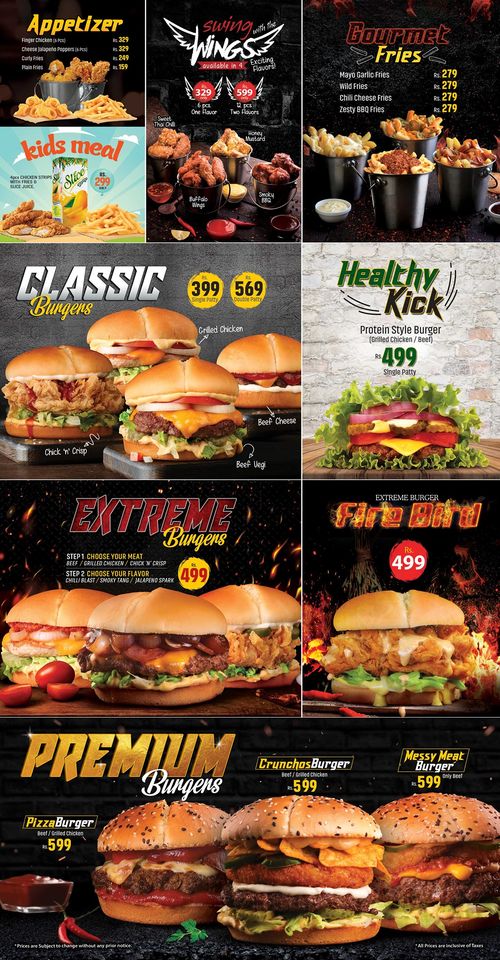 Appetizer
Finger Chicken (6 Pcs) Rs. 329
Cheese Jalapeno Poppers (6 Pcs) Rs. 329
Curly Fries Rs. 249
Plain Fries Rs. 159
kids meal
4pcs CHICKEN STRIPS
WITH FRIES &
SLICE JUICE.
Rs.
299
Slice
swing with the
WINGS
available in 4 Exciting
Flavors!
Rs.
329
6 pcs
One Flavor
Rs.
599
12 pcs
Two Flavors
Sweet
Thai Chili
Honey
Mustard
Buffalo
Wings
Smoky
BBQ
Gourmet
Fries
Mayo Garlic Fries Rs. 279
Wild Fries Rs. 279
Chili Cheese Fries Rs. 279
Zesty BBQ Fries Rs. 279
CLASSIC
Burgers
Rs.
399
Single Patty
Rs.
569
Double Patty
Grilled Chicken
Beef Cheese
Chick 'n' Crisp
Beef Vegi
Healthy
Kick
Protein Style Burger
(Grilled Chicken / Beef)
Rs. 499
Single Patty
EXTREME
Burgers
STEP 1 CHOOSE YOUR MEAT
BEEF / GRILLED CHICKEN / CHICK 'N' CRISP
STEP 2 CHOOSE YOUR FLAVOR
CHILLI BLAST / SMOKY TANG / JALAPENO SPARK
Rs.
499
EXTREME BURGER
Fire Bird
Rs.
499
PREMIUM
Burgers
PizzaBurger
Beef / Grilled Chicken
Rs. 599
CrunchosBurger
Beef / Grilled Chicken
Rs. 599
Messy Meat
Burger
Rs. 599 Only Beef
*Prices are Subject to change without any prior notice.
*All Prices are Inclusive of Taxes